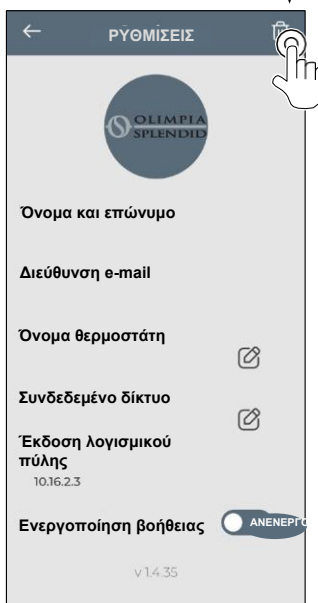 ΡΥΘΜΙΣΕΙΣ
OLIMPIA
SPLENDID
Όνομα και επώνυμο
Διεύθυνση e-mail
Όνομα θερμοστάτη
Συνδεδεμένο δίκτυο
Έκδοση λογισμικού
πύλης
10.16.2.3
Ενεργοποίηση βοήθειας
ΑΝΕΝΕΡΓΟ
v 1.4.35